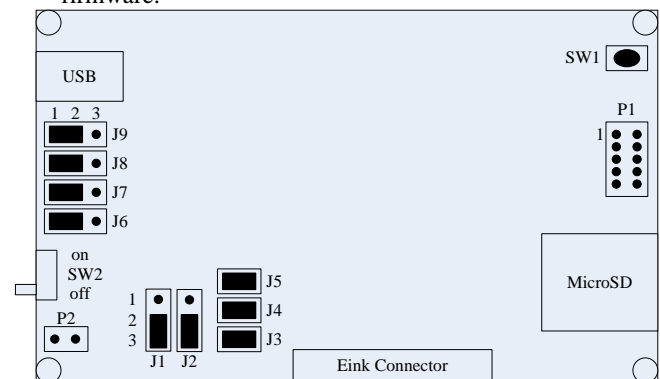 firmware.
SW1
USB
P1
1 2 3
1
J9
J8
J7
J6
on
SW2
off
J5
MicroSD
1
J4
P2
2
3
J3
J1 J2
Eink Connector